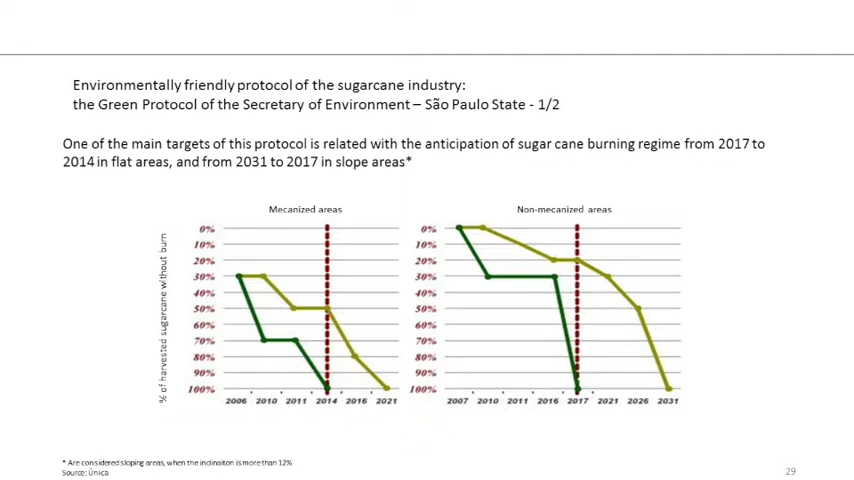 Environmentally friendly protocol of the sugarcane industry:
the Green Protocol of the Secretary of Environment – São Paulo State - 1/2
One of the main targets of this protocol is related with the anticipation of sugar cane burning regime from 2017 to
2014 in flat areas, and from 2031 to 2017 in slope areas*
Mecanized areas
% of harvested sugarcane without burn
0%
10%
20%
30%
40%
50%
60%
70%
80%
90%
100%
2006 2010 2011 2014 2016 2021
Non-mecanized areas
0%
10%
20%
30%
40%
50%
60%
70%
80%
90%
100%
2007 2010 2011 2016 2017 2021 2026 2031
* Are considered sloping areas, when the inclinaiton is more than 12%
Source: Única
29